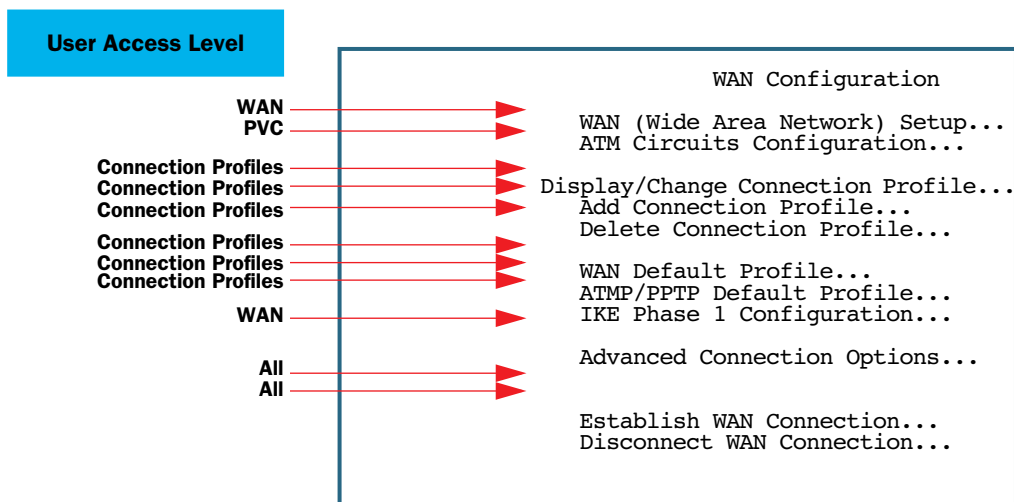 User Access Level
WAN Configuration
WAN
WAN (Wide Area Network) Setup...
PVC
ATM Circuits Configuration...
Connection Profiles
Display/Change Connection Profile...
Connection Profiles
Add Connection Profile...
Connection Profiles
Delete Connection Profile...
Connection Profiles
WAN Default Profile...
Connection Profiles
ATMP/PPTP Default Profile...
Connection Profiles
IKE Phase 1 Configuration...
WAN
Advanced Connection Options...
All
Establish WAN Connection...
All
Disconnect WAN Connection...